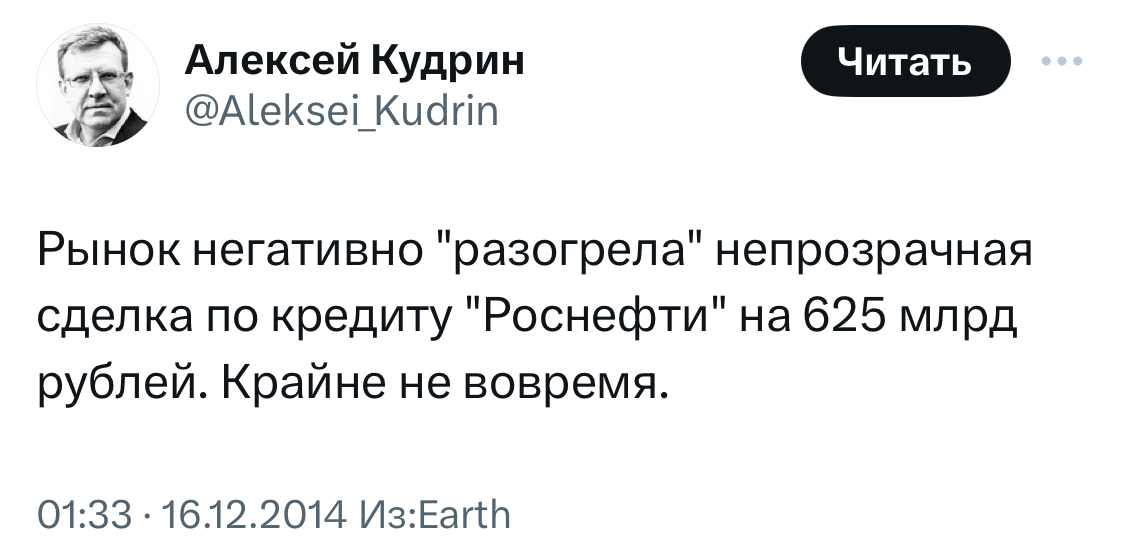 Алексей Кудрин
@Aleksei_Kudrin
Читать
Рынок негативно "разогрела" непрозрачная
сделка по кредиту "Роснефти" на 625 млрд
рублей. Крайне не вовремя.
01:33 · 16.12.2014 Из:Earth